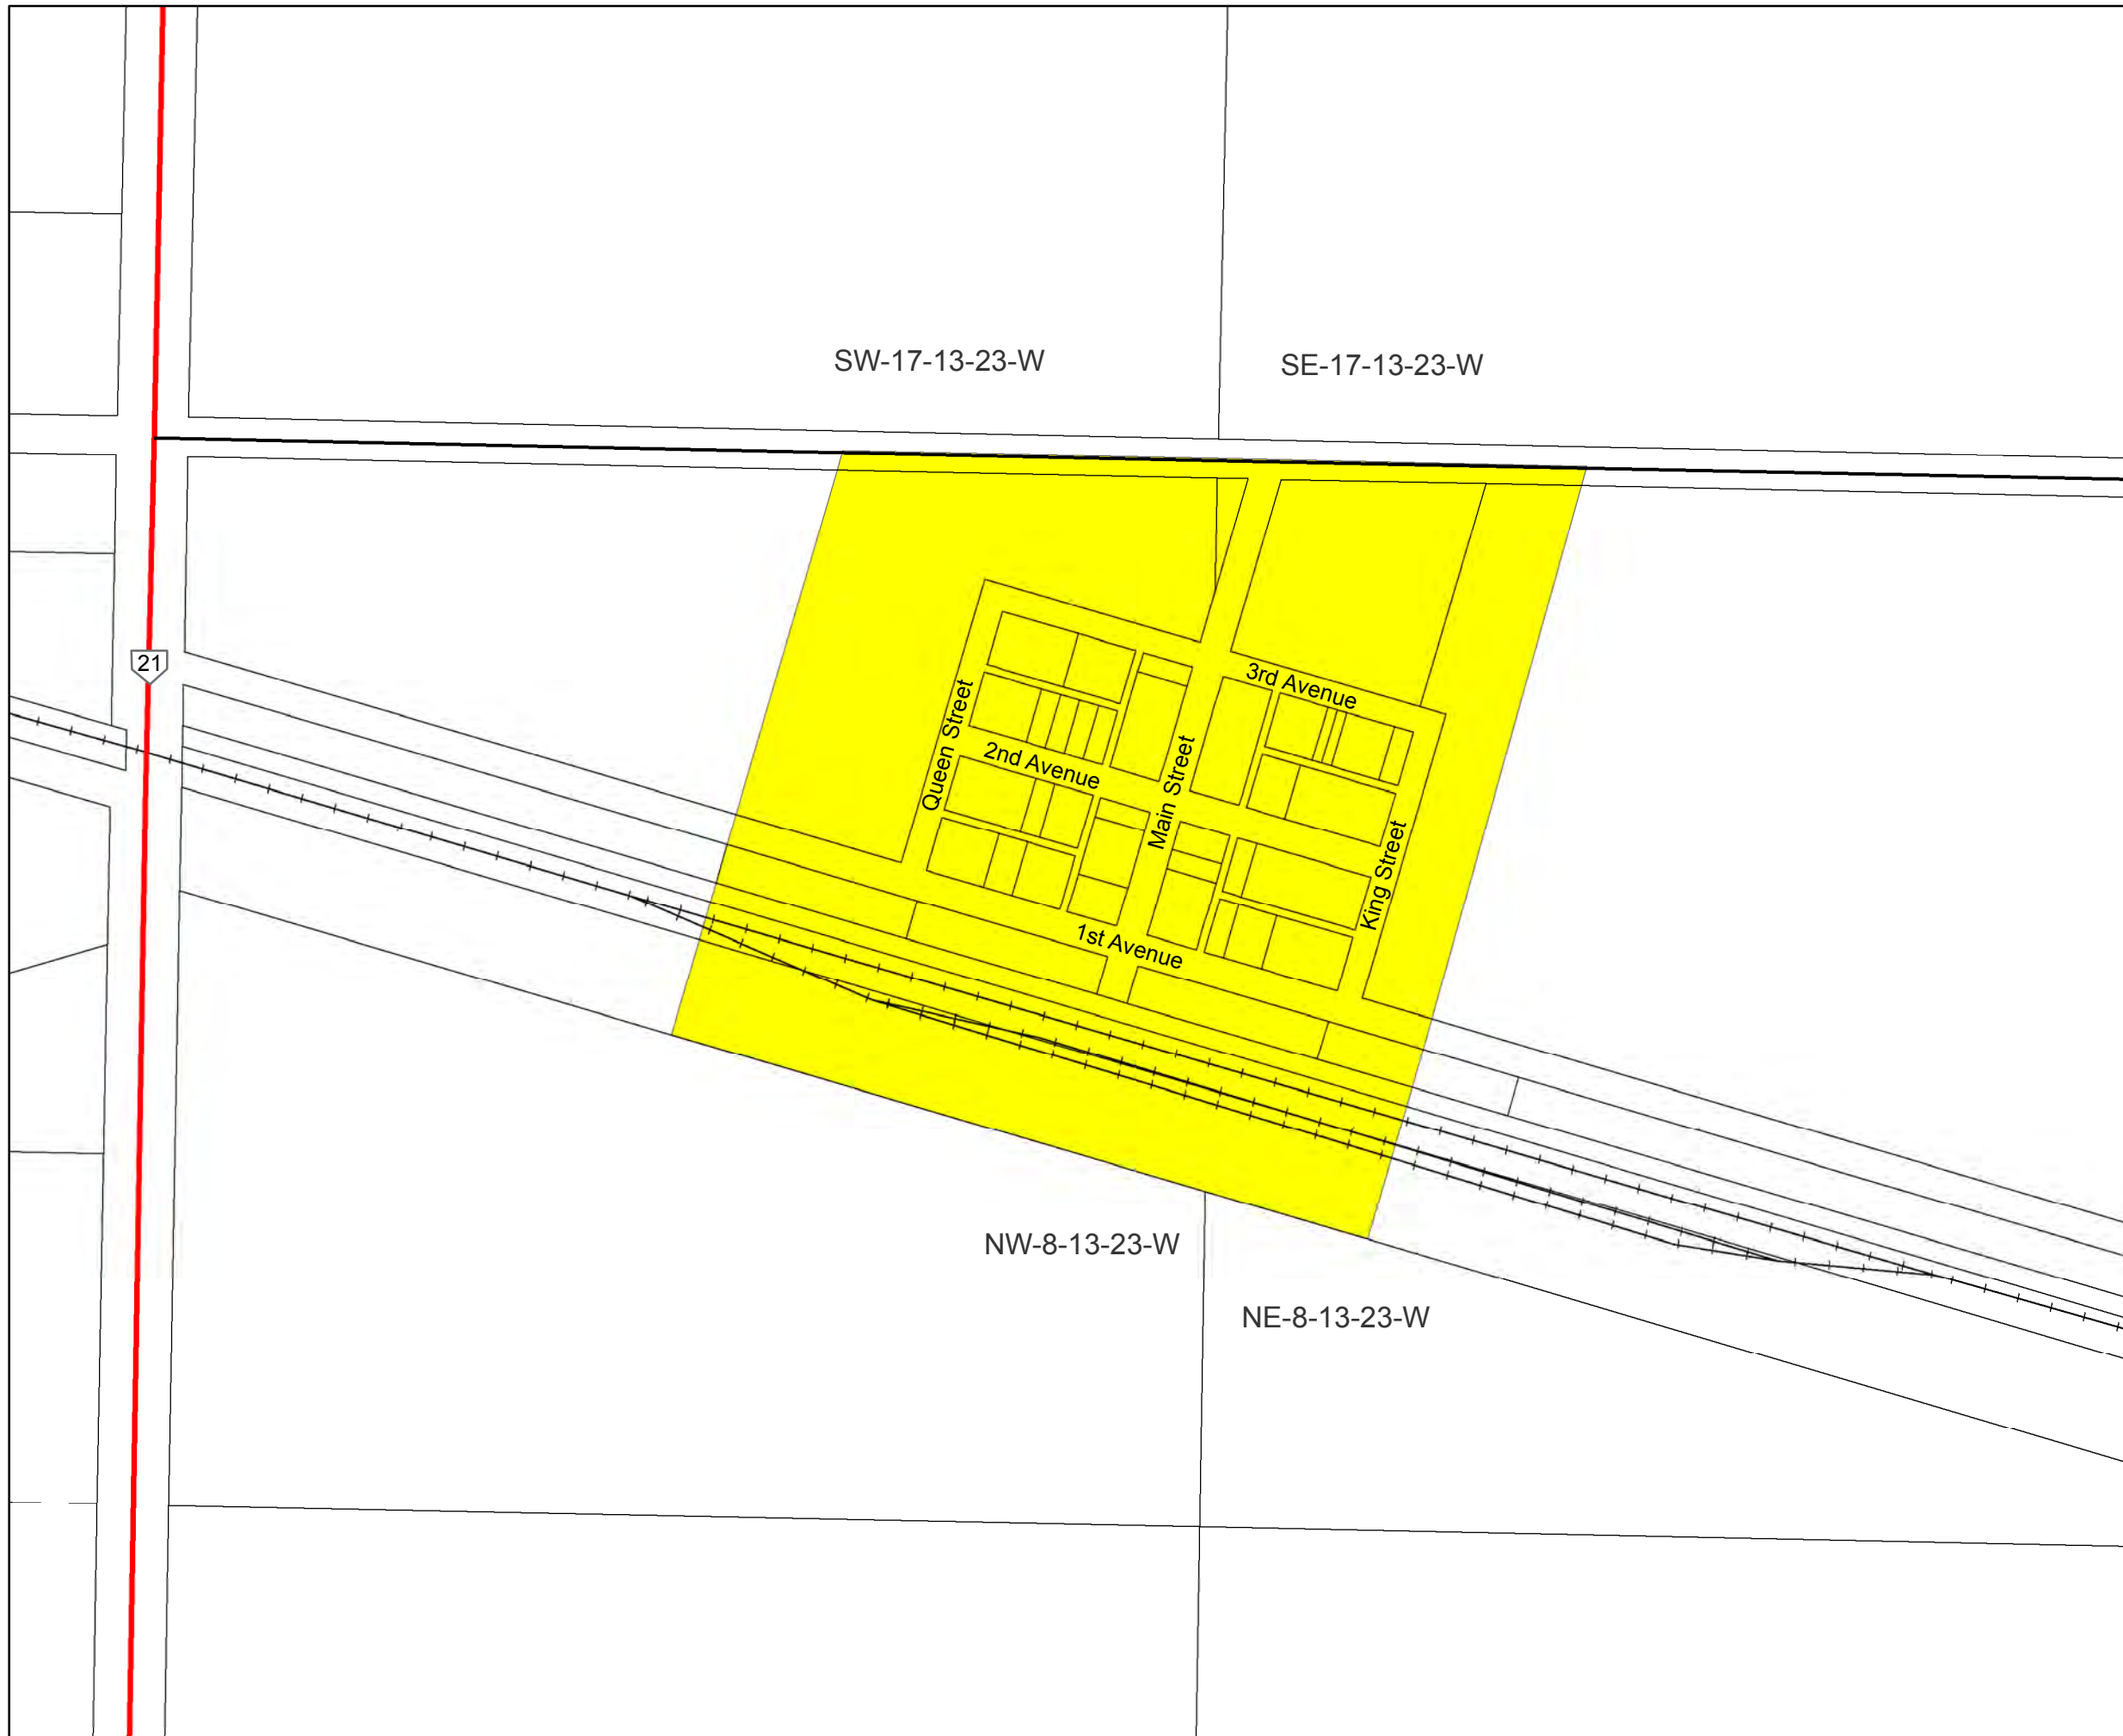 SW-17-13-23-W
SE-17-13-23-W
21
3rd Avenue
Queen Street
2nd Avenue
Main Street
King Street
1st Avenue
NW-8-13-23-W
NE-8-13-23-W